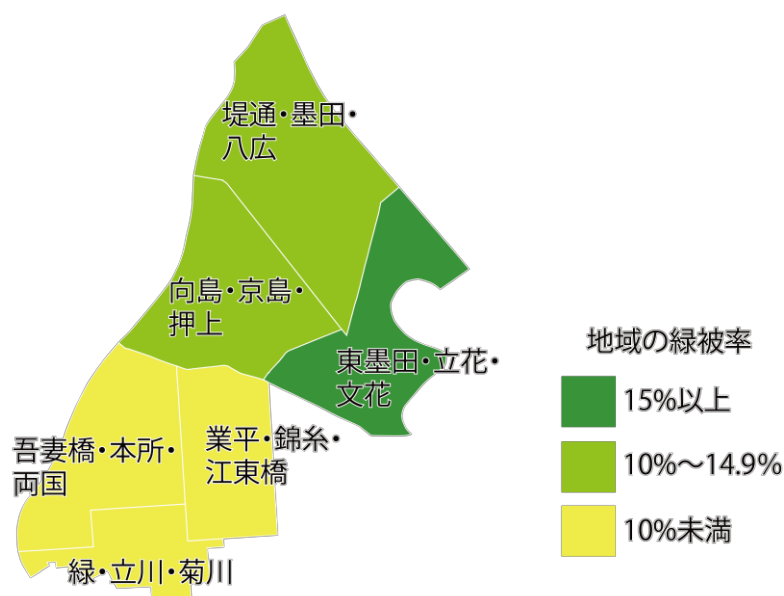 堤通・墨田・
八広
向島・京島・
押上
東墨田・立花・
文花
吾妻橋・本所・
両国
業平・錦糸・
江東橋
緑・立川・菊川
地域の緑被率
15%以上
10%～14.9%
10%未満